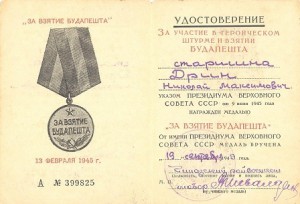 "ЗА ВЗЯТИЕ БУДАПЕШТА"
ЗА ВЗЯТИЕ
БУДАПЕШТА
13 ФЕВРАЛЯ 1945 г.
А № 399825
УДОСТОВЕРЕНИЕ
ЗА УЧАСТИЕ В ГЕРОИЧЕСКОМ
ШТУРМЕ И ВЗЯТИИ
БУДАПЕШТА
старшина
Николай Максимович
УКАЗОМ ПРЕЗИДИУМА ВЕРХОВНОГО
СОВЕТА СССР от 9 июня 1945 года
НАГРАЖДЕН МЕДАЛЬЮ
"ЗА ВЗЯТИЕ БУДАПЕШТА"
От ИМЕНИ ПРЕЗИДИУМА ВЕРХОВНОГО
СОВЕТА СССР МЕДАЛЬ ВРУЧЕНА
19 сентября